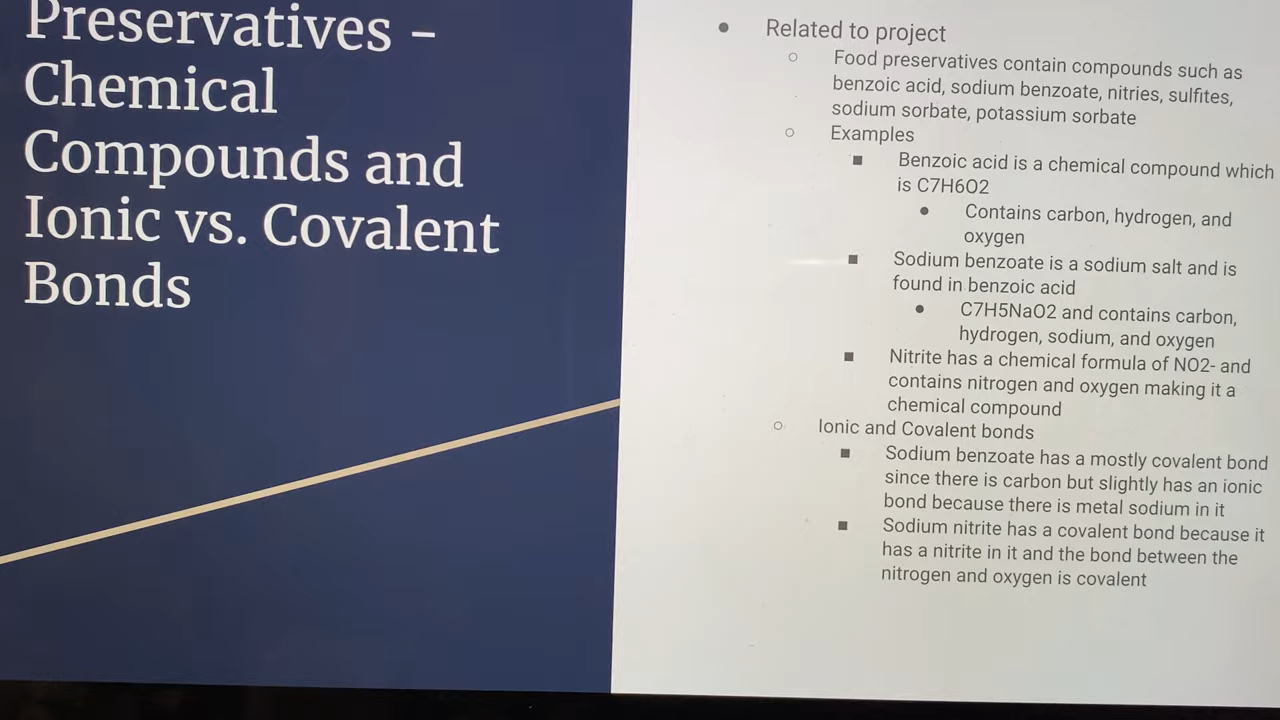 Preservatives –
Chemical
Compounds and
Ionic vs. Covalent
Bonds
Related to project
Food preservatives contain compounds such as
benzoic acid, sodium benzoate, nitries, sulfites,
sodium sorbate, potassium sorbate
Examples
Benzoic acid is a chemical compound which
is C7H6O2
Contains carbon, hydrogen, and
oxygen
Sodium benzoate is a sodium salt and is
found in benzoic acid
C7H5NaO2 and contains carbon,
hydrogen, sodium, and oxygen
Nitrite has a chemical formula of NO2- and
contains nitrogen and oxygen making it a
chemical compound
Ionic and Covalent bonds
Sodium benzoate has a mostly covalent bond
since there is carbon but slightly has an ionic
bond because there is metal sodium in it
Sodium nitrite has a covalent bond because it
has a nitrite in it and the bond between the
nitrogen and oxygen is covalent